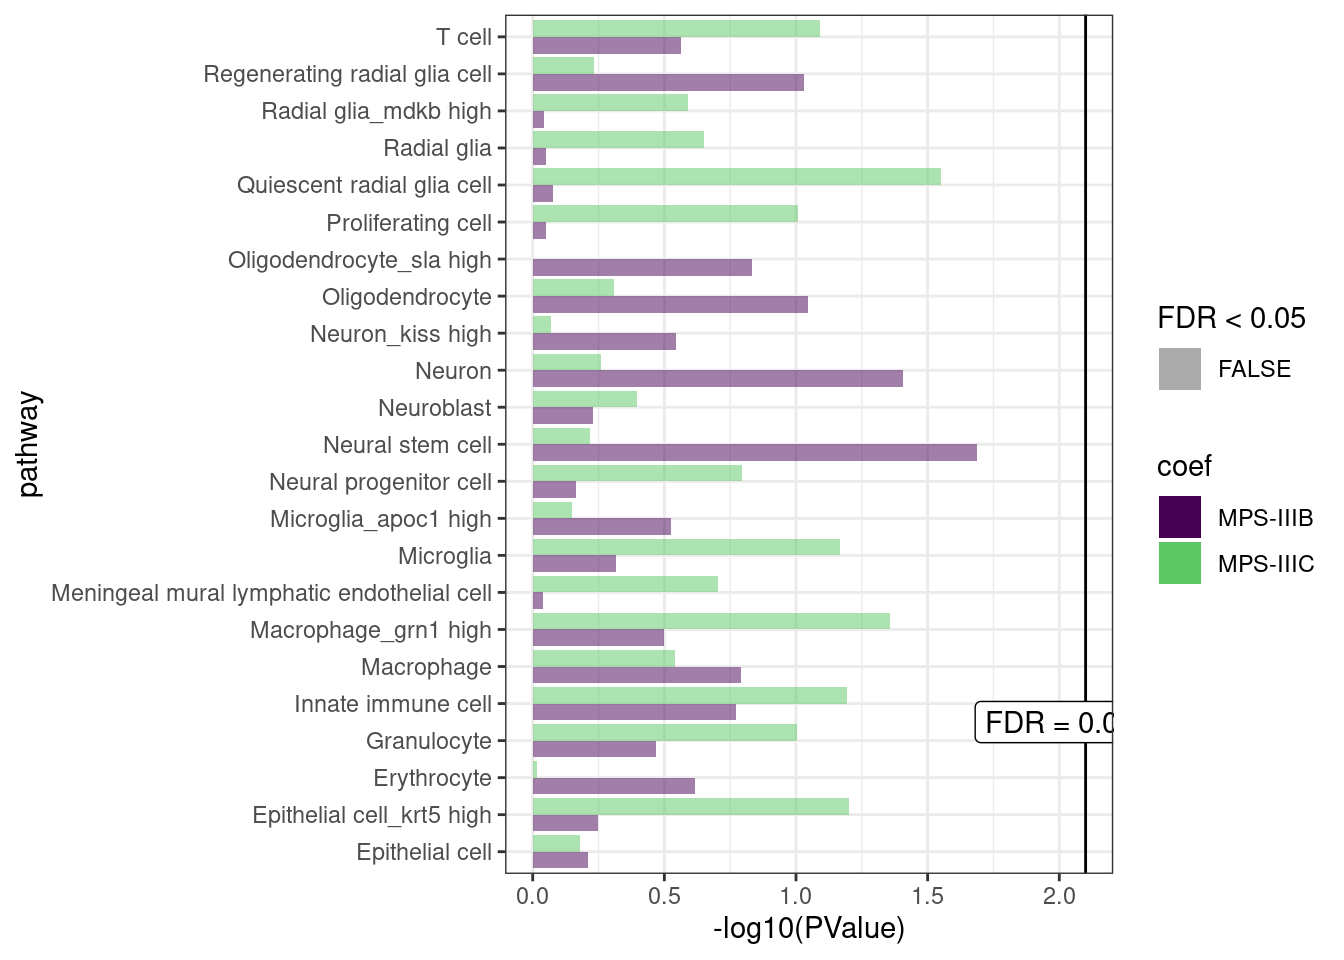 T cell
Regenerating radial glia cell
Radial glia_mdkb high
Radial glia
Quiescent radial glia cell
Proliferating cell
Oligodendrocyte_sla high
Oligodendrocyte
Neuron_kiss high
Neuron
Neuroblast
Neural stem cell
Neural progenitor cell
Microglia_apoc1 high
Microglia
Meningeal mural lymphatic endothelial cell
Macrophage_grn1 high
Macrophage
Innate immune cell
Granulocyte
Erythrocyte
Epithelial cell_krt5 high
Epithelial cell
pathway
FDR = 0.0
0.0 0.5 1.0 1.5 2.0
-log10(PValue)
FDR < 0.05
FALSE
coef
MPS-IIIB
MPS-IIIC